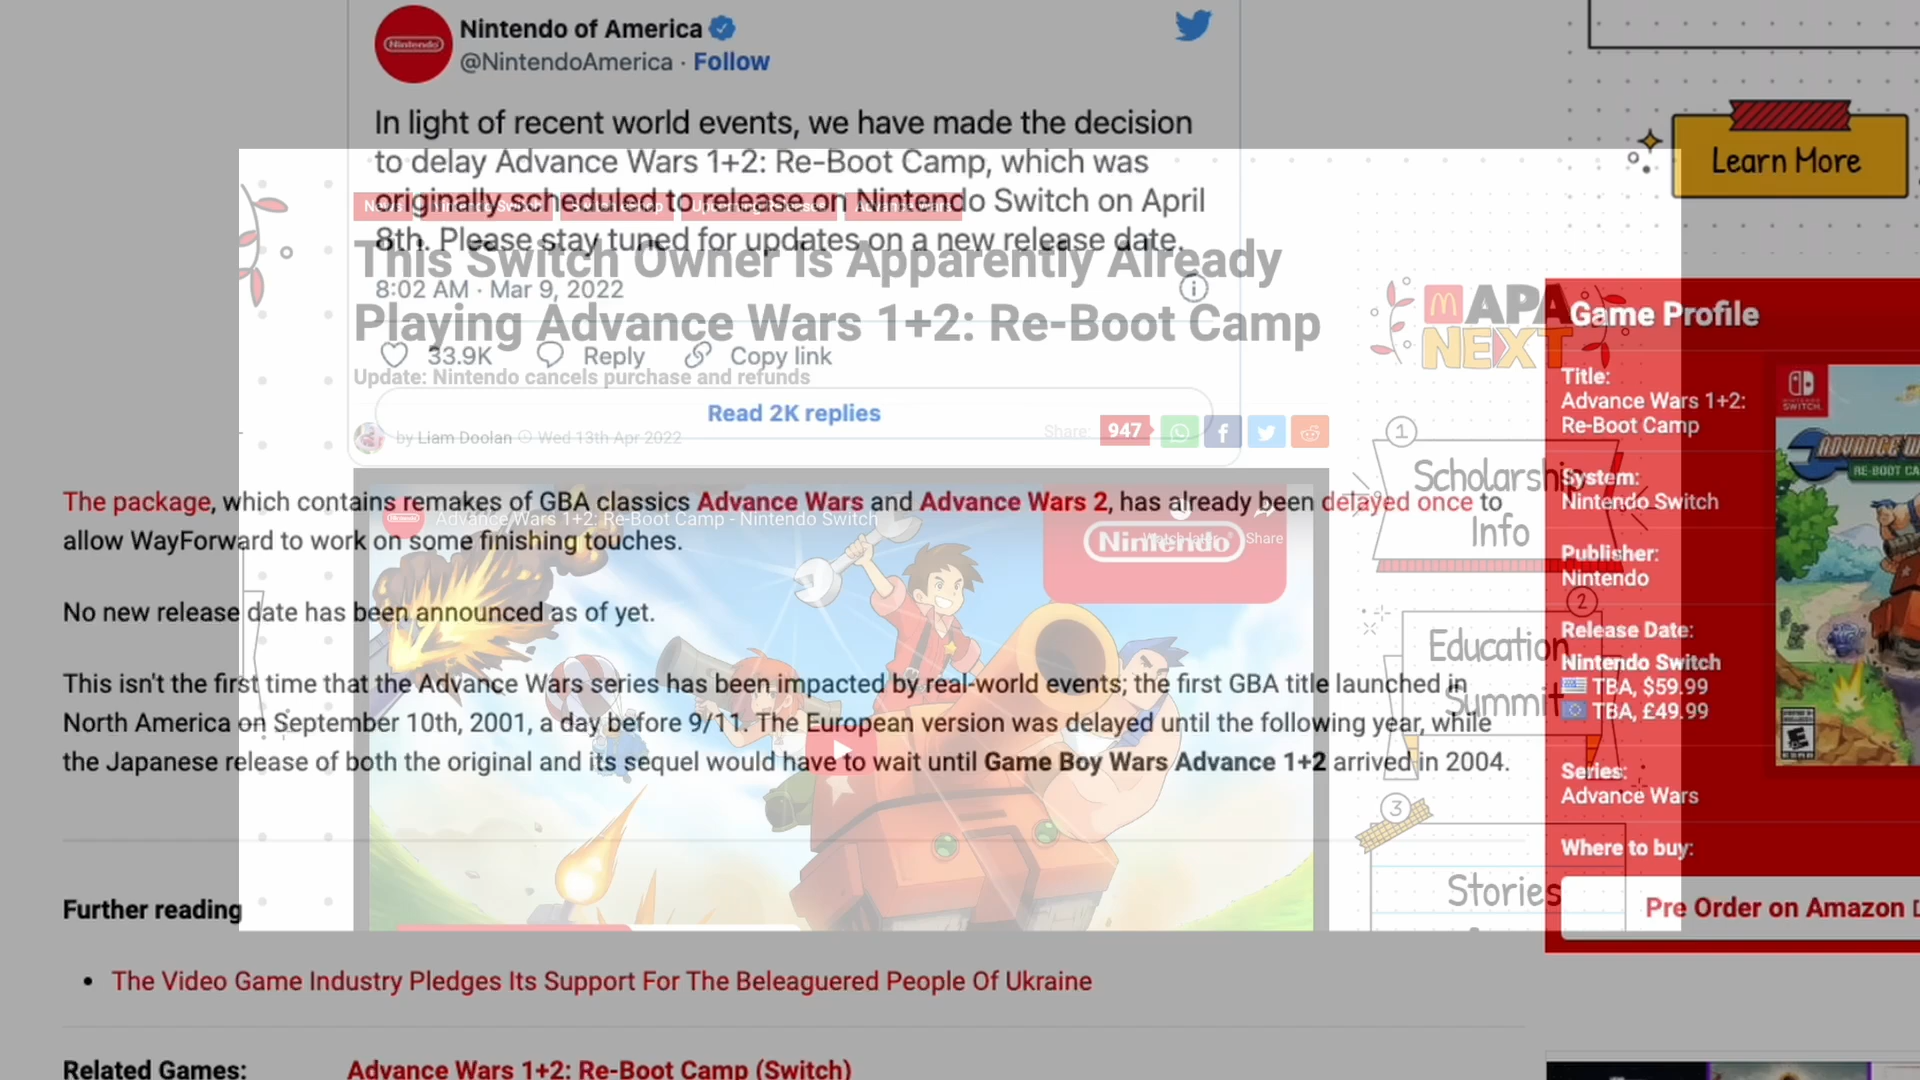 Nintendo
Nintendo of America
@NintendoAmerica · Follow
In light of recent world events, we have made the decision
to delay Advance Wars 1+2: Re-Boot Camp, which was
originally scheduled to release on Nintendo Switch on April
8th. Please stay tuned for updates on a new release date.
8:02 AM · Mar 9, 2022
33.9K Reply Copy link
Read 2K replies
Learn More
This Switch Owner Is Apparently Already
Playing Advance Wars 1+2: Re-Boot Camp
Update: Nintendo cancels purchase and refunds
by Liam Doolan Wed 13th Apr 2022
Share: 947
APA
NEXT
1
Scholarship
Info
2
Education
Summit
3
Stories
Advance Wars 1+2: Re-Boot Camp - Nintendo Switch
Nintendo
Watch later Share
The package, which contains remakes of GBA classics Advance Wars and Advance Wars 2, has already been delayed once to
allow WayForward to work on some finishing touches.
No new release date has been announced as of yet.
This isn't the first time that the Advance Wars series has been impacted by real-world events; the first GBA title launched in
North America on September 10th, 2001, a day before 9/11. The European version was delayed until the following year, while
the Japanese release of both the original and its sequel would have to wait until Game Boy Wars Advance 1+2 arrived in 2004.
Further reading
• The Video Game Industry Pledges Its Support For The Beleaguered People Of Ukraine
Related Games:
Advance Wars 1+2: Re-Boot Camp (Switch)
Game Profile
Title:
Advance Wars 1+2:
Re-Boot Camp
System:
Nintendo Switch
Publisher:
Nintendo
Release Date:
Nintendo Switch
TBA, $59.99
TBA, £49.99
Series:
Advance Wars
Where to buy:
Pre Order on Amazon